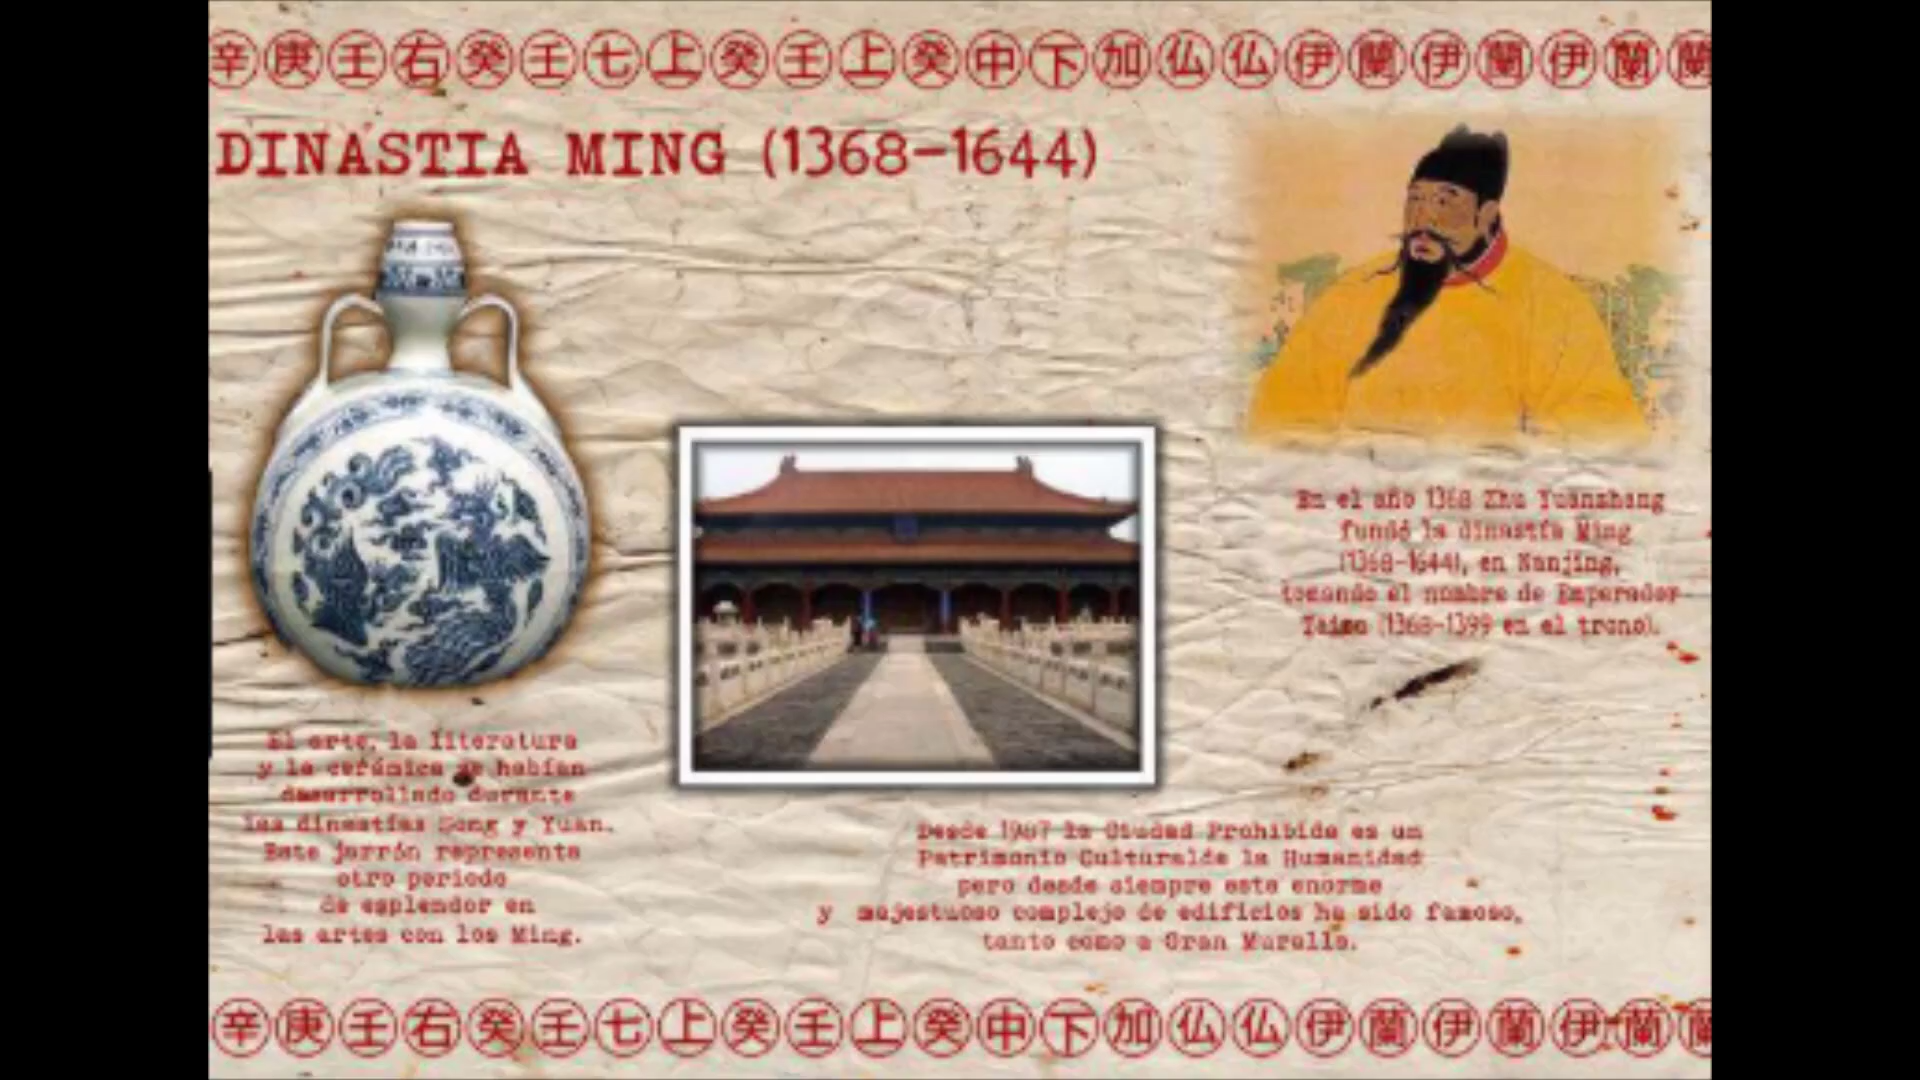 辛庚壬右癸壬七上癸壬上癸中下加仏仏伊蘭伊蘭伊蘭蘭
DINASTIA MING (1368-1644)
En el año 1368 Zhu Yuanzhang
fundó la dinastía Ming
(1368-1644), en Nanjing,
tomando el nombre de Emperador
Taizu (1368-1399 en el trono).
El arte, la literatura
y la cerámica se habían
desarrollado durante
las dinastías Song y Yuan.
Este jarrón representa
otro periodo
de esplendor en
las artes con los Ming.
Desde 1987 la Ciudad Prohibida es un
Patrimonio Culturalde la Humanidad
pero desde siempre este enorme
y majestuoso complejo de edificios ha sido famoso,
tanto como a Gran Muralla.
辛庚壬右癸壬七上癸壬上癸中下加仏仏伊蘭伊蘭伊蘭蘭